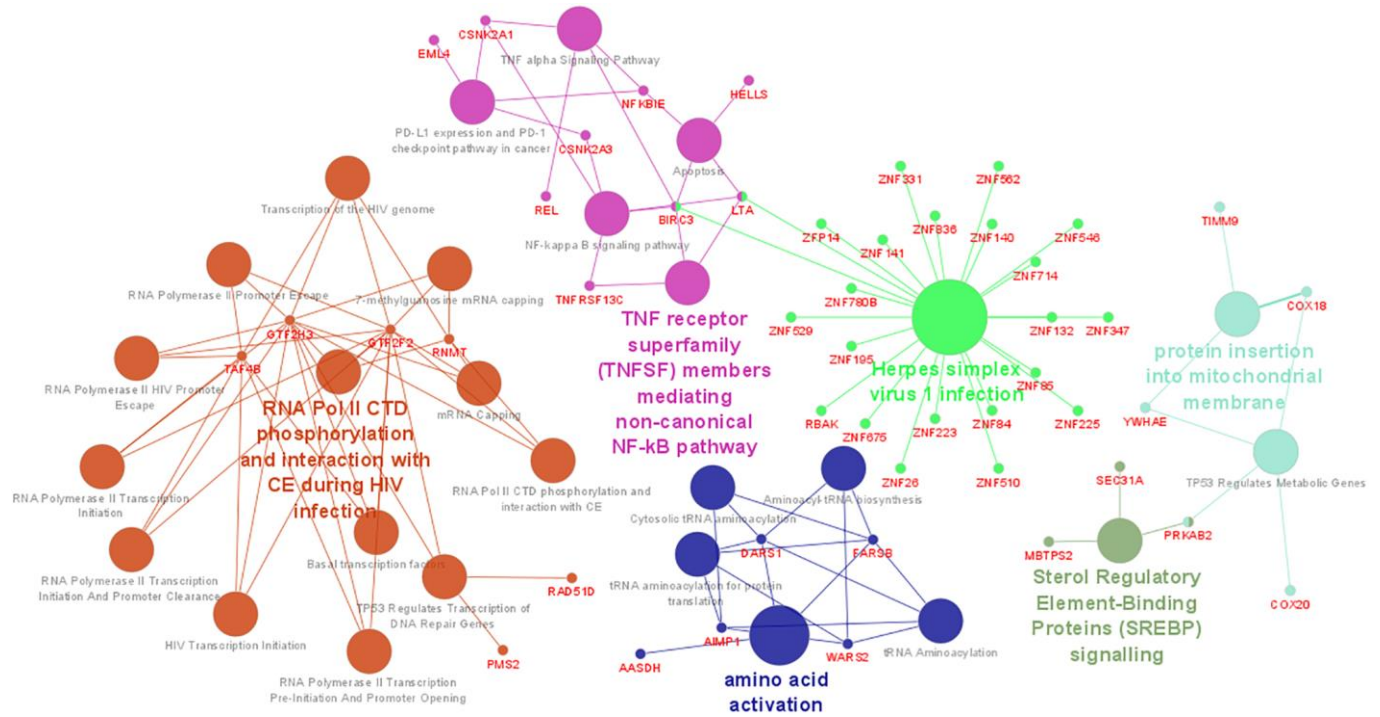 CSNK2A1
EML4
TNF alpha Signaling Pathway
NFKBIE
HELLS
PD-L1 expression and PD-1
checkpoint pathway in cancer
CSNK2A3
Apoptosis
REL
BIRC3
LTA
NF-kappa B signaling pathway
TNFRSF13C
TNF receptor
superfamily
(TNFSF) members
mediating
non-canonical
NF-kB pathway
Transcription of the HIV genome
RNA Polymerase II Promoter Escape
7-methylguanosine mRNA capping
GTF2H3
GTF2F2
RNMT
TAF4B
RNA Polymerase II HIV Promoter
Escape
mRNA Capping
RNA Pol II CTD
phosphorylation
and interaction with
CE during HIV
infection
RNA Polymerase II Transcription
Initiation
RNA Pol II CTD phosphorylation and
interaction with CE
Basal transcription factors
RNA Polymerase II Transcription
Initiation And Promoter Clearance
TP53 Regulates Transcription of
DNA Repair Genes
RAD51D
HIV Transcription Initiation
PMS2
RNA Polymerase II Transcription
Pre-Initiation And Promoter Opening
ZNF331
ZNF562
ZFP14
ZNF836
ZNF140
ZNF546
ZNF141
ZNF714
ZNF780B
ZNF529
ZNF132
ZNF347
ZNF195
Herpes simplex
virus 1 infection
ZNF85
RBAK
ZNF675
ZNF223
ZNF84
ZNF225
ZNF26
ZNF510
TIMM9
COX18
protein insertion
into mitochondrial
membrane
YWHAE
TP53 Regulates Metabolic Genes
SEC31A
PRKAB2
MBTPS2
Sterol Regulatory
Element-Binding
Proteins (SREBP)
signalling
COX20
Aminoacyl-tRNA biosynthesis
Cytosolic tRNA aminoacylation
DARS1
FARSB
tRNA aminoacylation for protein
translation
AIMP1
WARS2
tRNA Aminoacylation
AASDH
amino acid
activation